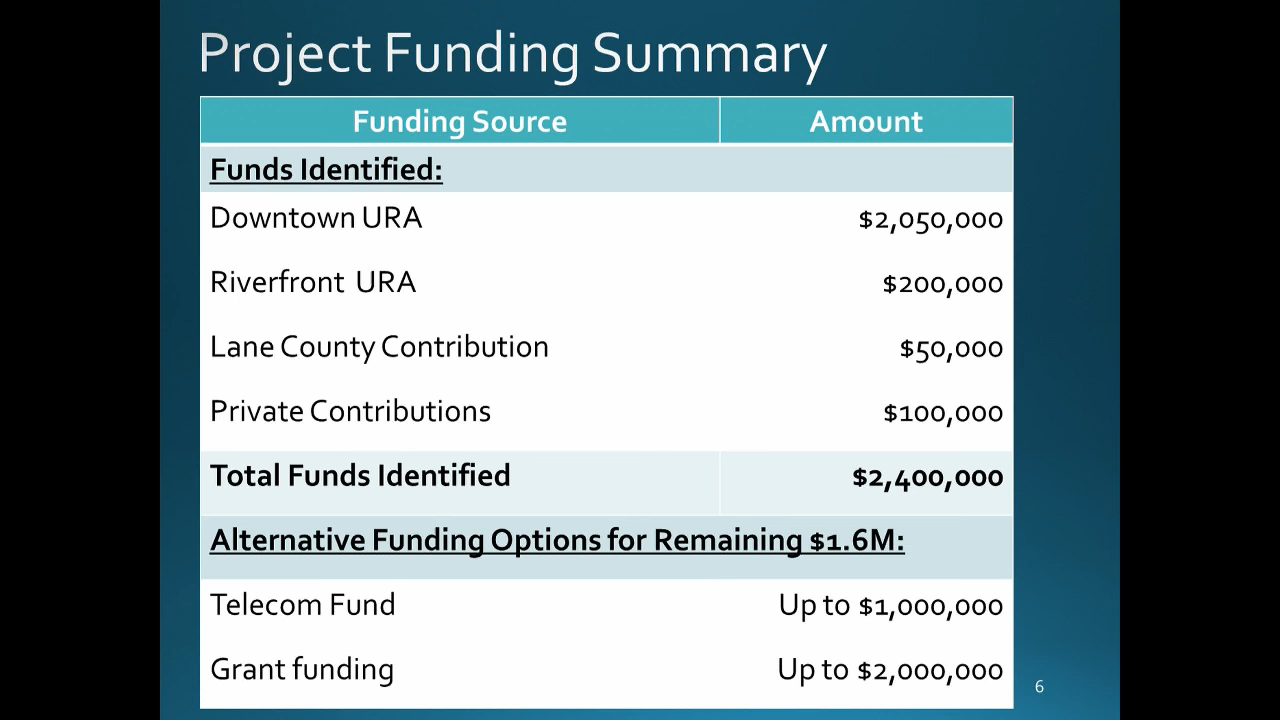 Project Funding Summary
Funding Source Amount
Funds Identified:
Downtown URA $2,050,000
Riverfront URA $200,000
Lane County Contribution $50,000
Private Contributions $100,000
Total Funds Identified $2,400,000
Alternative Funding Options for Remaining $1.6M:
Telecom Fund Up to $1,000,000
Grant funding Up to $2,000,000
6